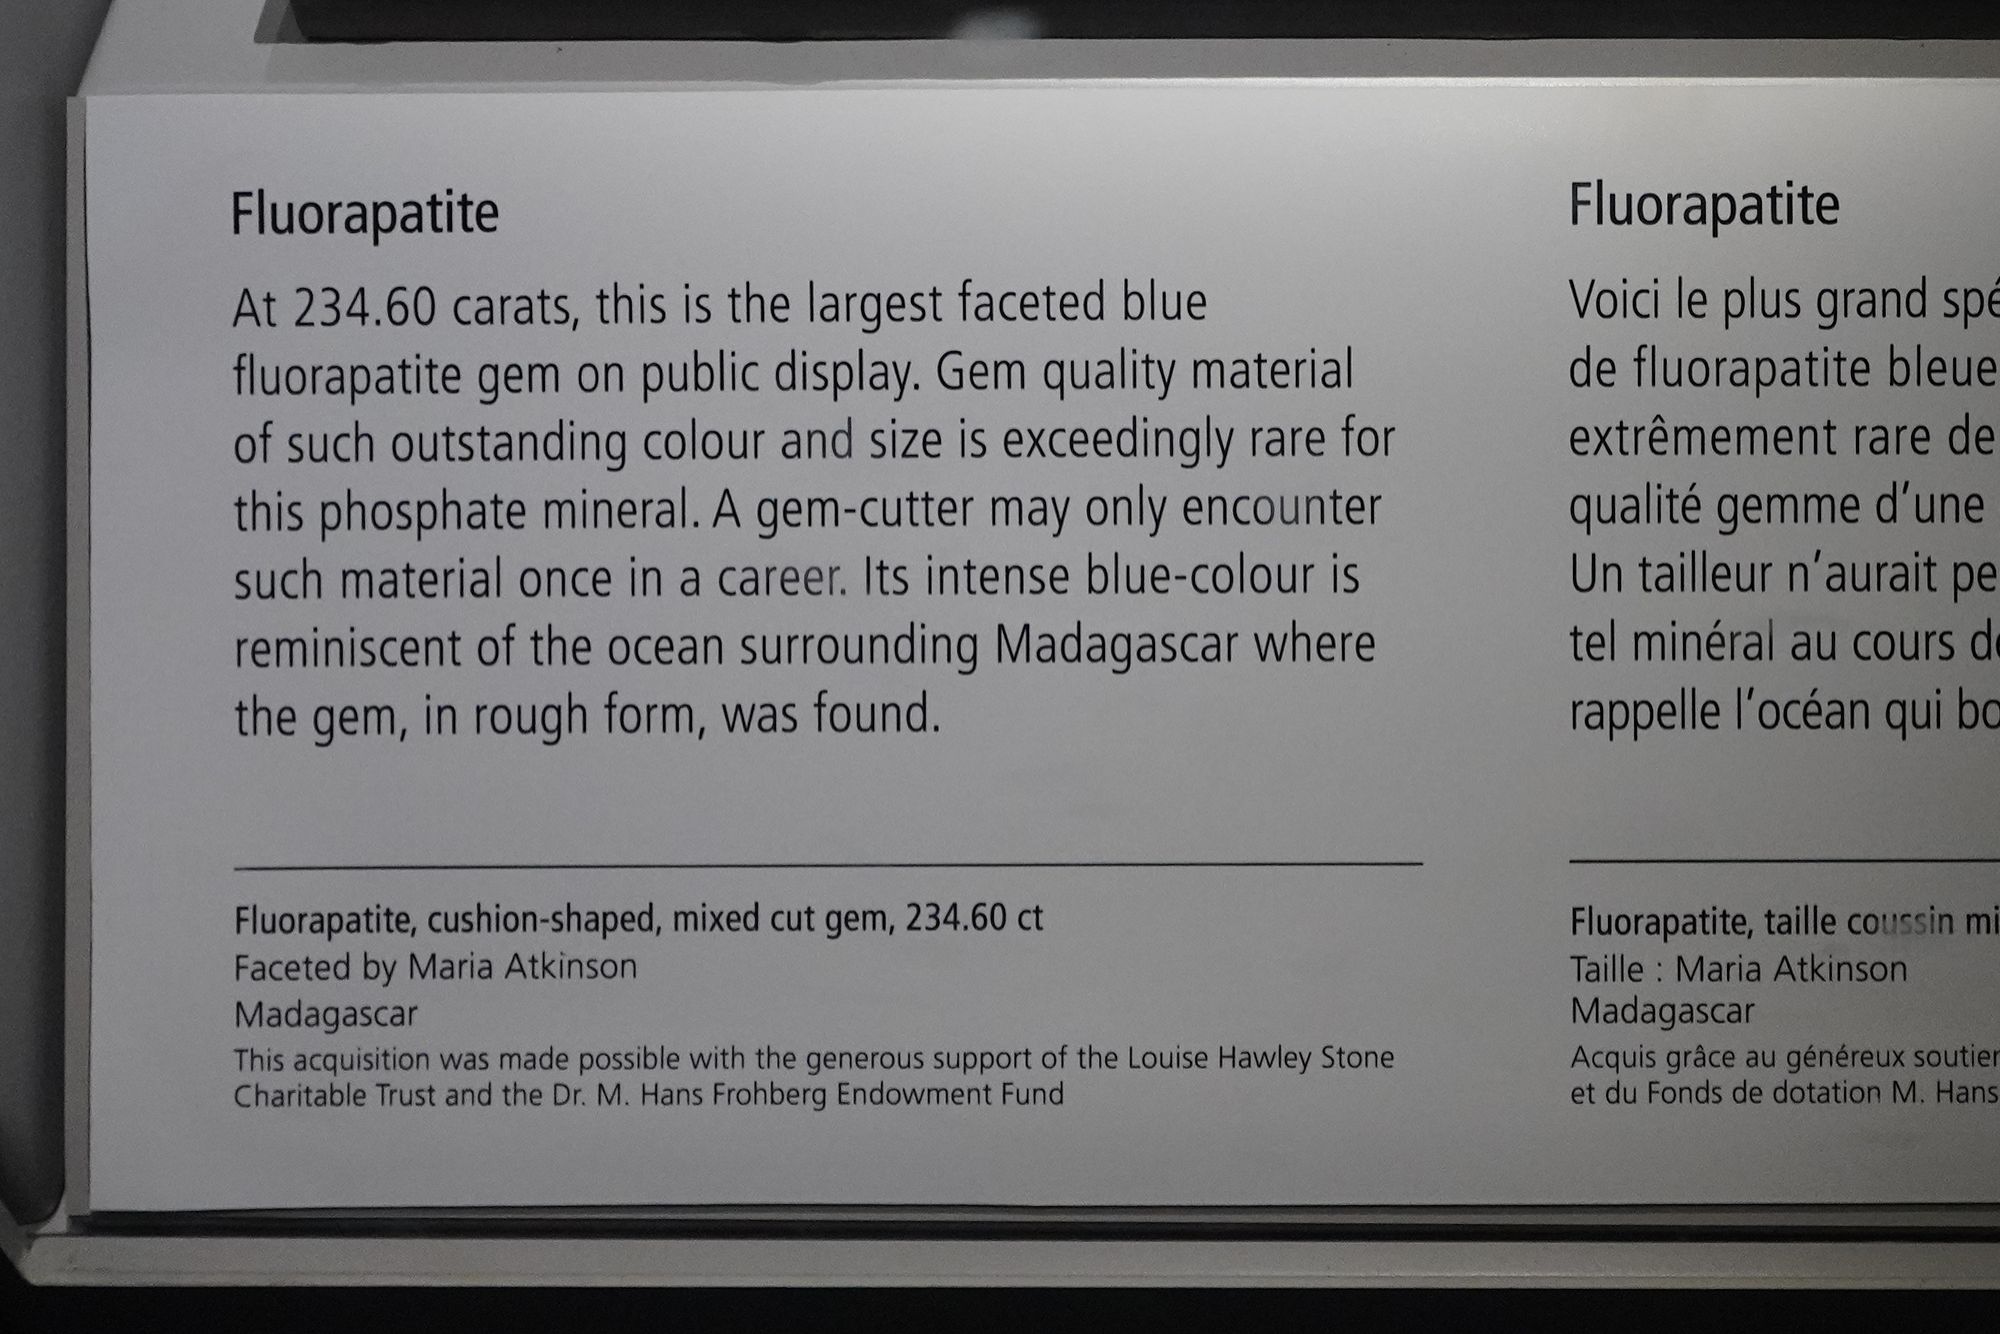 Fluorapatite
At 234.60 carats, this is the largest faceted blue
fluorapatite gem on public display. Gem quality material
of such outstanding colour and size is exceedingly rare for
this phosphate mineral. A gem-cutter may only encounter
such material once in a career. Its intense blue-colour is
reminiscent of the ocean surrounding Madagascar where
the gem, in rough form, was found.
Fluorapatite, cushion-shaped, mixed cut gem, 234.60 ct
Faceted by Maria Atkinson
Madagascar
This acquisition was made possible with the generous support of the Louise Hawley Stone
Charitable Trust and the Dr. M. Hans Frohberg Endowment Fund
Fluorapatite
Voici le plus grand
de fluorapatite bleue
extrêmement rare de
qualité gemme d'une
Un tailleur n'aurait
tel minéral au cours
rappelle l'océan qui
Fluorapatite, taille coussin
Taille : Maria Atkinson
Madagascar
Acquis grâce au généreux
et du Fonds de dotation M. Hans